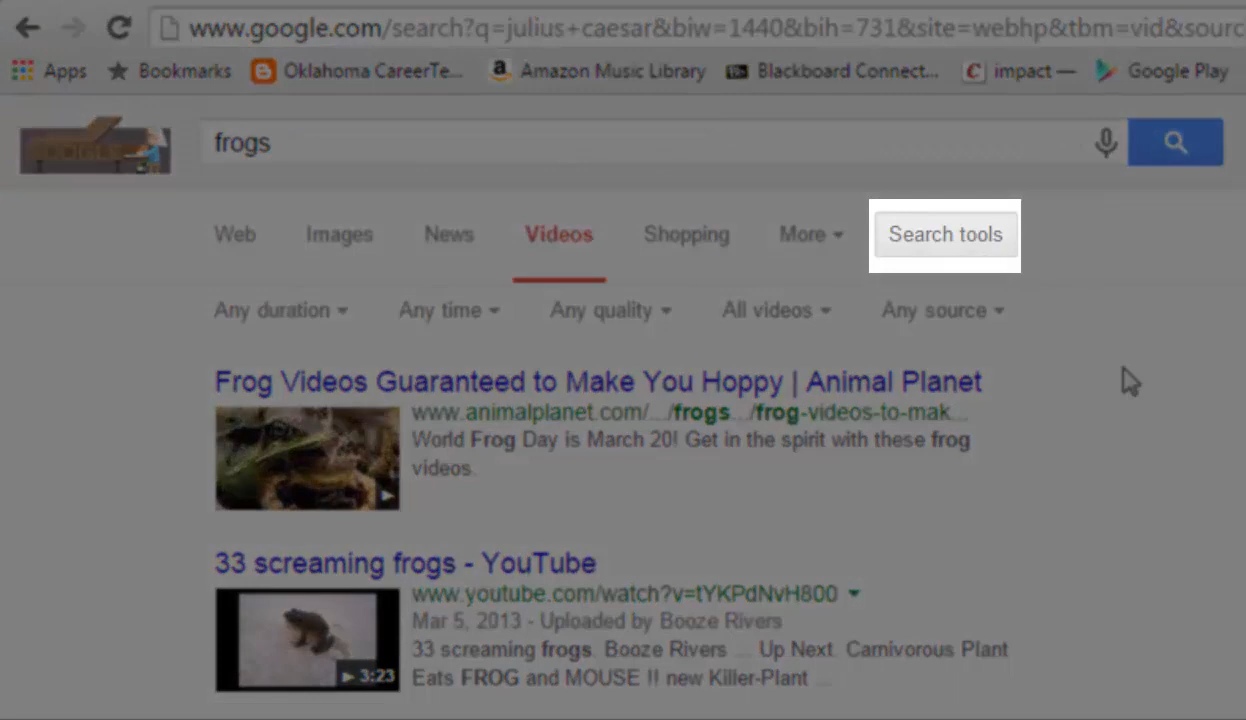 www.google.com/search?q=julius+caesar&biw=1440&bih=731&site=webhp&tbm=vid&sourc
Apps Bookmarks Oklahoma CareerTe... Amazon Music Library Blackboard Connect... impact — Google Play
frogs
Web Images News Videos Shopping More Search tools
Any duration Any time Any quality All videos Any source
Frog Videos Guaranteed to Make You Hoppy | Animal Planet
www.animalplanet.com/.../frogs.../frog-videos-to-mak...
World Frog Day is March 20! Get in the spirit with these frog
videos.
33 screaming frogs - YouTube
www.youtube.com/watch?v=tYKPdNvH800
Mar 5, 2013 - Uploaded by Booze Rivers
33 screaming frogs. Booze Rivers ... Up Next. Carnivorous Plant
Eats FROG and MOUSE !! new Killer-Plant ...
3:23